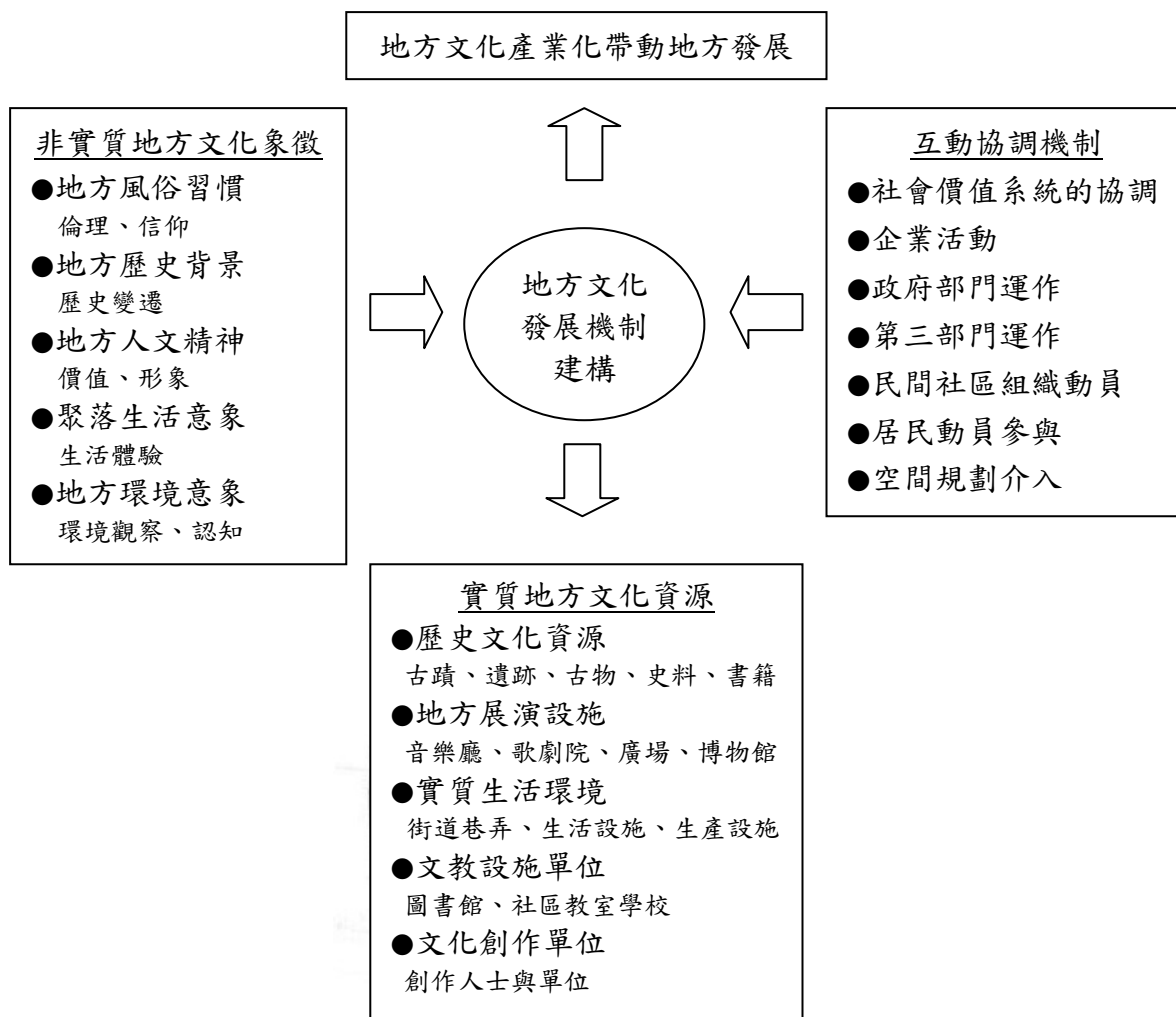 地方文化產業化帶動地方發展
非實質地方文化象徵
●地方風俗習慣
倫理、信仰
●地方歷史背景
歷史變遷
●地方人文精神
價值、形象
●聚落生活意象
生活體驗
●地方環境意象
環境觀察、認知
地方文化
發展機制
建構
互動協調機制
●社會價值系統的協調
●企業活動
●政府部門運作
●第三部門運作
●民間社區組織動員
●居民動員參與
●空間規劃介入
實質地方文化資源
●歷史文化資源
古蹟、遺跡、古物、史料、書籍
●地方展演設施
音樂廳、歌劇院、廣場、博物館
●實質生活環境
街道巷弄、生活設施、生產設施
●文教設施單位
圖書館、社區教室學校
●文化創作單位
創作人士與單位